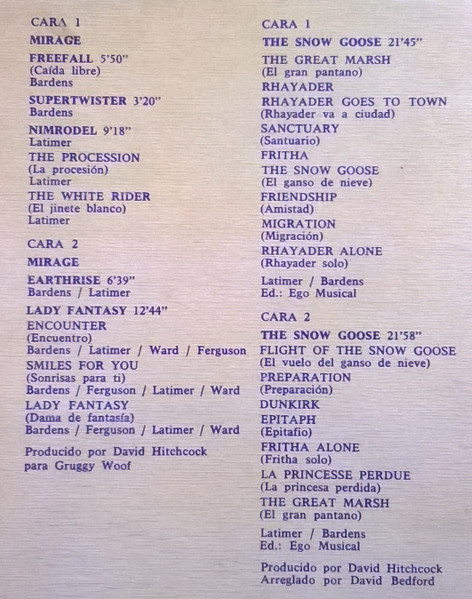 CARA 1
MIRAGE
FREEFALL 5'50"
(Caída libre)
Bardens
SUPERTWISTER 3'20"
Bardens
NIMRODEL 9'18"
Latimer
THE PROCESSION
(La procesión)
Latimer
THE WHITE RIDER
(El jinete blanco)
Latimer
CARA 2
MIRAGE
EARTHRISE 6'39"
Bardens / Latimer
LADY FANTASY 12'44"
ENCOUNTER
(Encuentro)
Bardens / Latimer / Ward / Ferguson
SMILES FOR YOU
(Sonrisas para ti)
Bardens / Ferguson / Latimer / Ward
LADY FANTASY
(Dama de fantasía)
Bardens / Ferguson / Latimer / Ward
Producido por David Hitchcock
para Gruggy Woof
CARA 1
THE SNOW GOOSE 21'45"
THE GREAT MARSH
(El gran pantano)
RHAYADER
RHAYADER GOES TO TOWN
(Rhayader va a ciudad)
SANCTUARY
(Santuario)
FRITHA
THE SNOW GOOSE
(El ganso de nieve)
FRIENDSHIP
(Amistad)
MIGRATION
(Migración)
RHAYADER ALONE
(Rhayader solo)
Latimer / Bardens
Ed.: Ego Musical
CARA 2
THE SNOW GOOSE 21'58"
FLIGHT OF THE SNOW GOOSE
(El vuelo del ganso de nieve)
PREPARATION
(Preparación)
DUNKIRK
EPITAPH
(Epitafio)
FRITHA ALONE
(Fritha solo)
LA PRINCESSE PERDUE
(La princesa perdida)
THE GREAT MARSH
(El gran pantano)
Latimer / Bardens
Ed.: Ego Musical
Producido por David Hitchcock
Arreglado por David Bedford